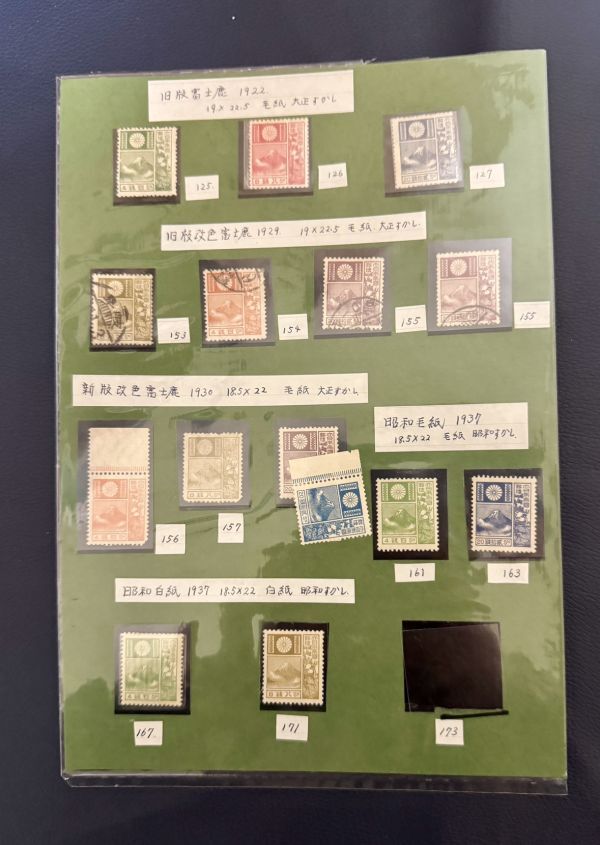 旧版富士鹿 1922.
19×22.5 毛紙 大正すかし
125.
126
127
旧版改色富士鹿 1929. 19×22.5 毛紙. 大正すかし.
153
154
155
155
新版改色富士鹿 1930 18.5×22 毛紙 大正すかし
昭和毛紙 1937
18.5×22 毛紙 昭和すかし.
156
157
161
163
昭和白紙 1937 18.5×22 白紙 昭和すかし.
167.
171
173